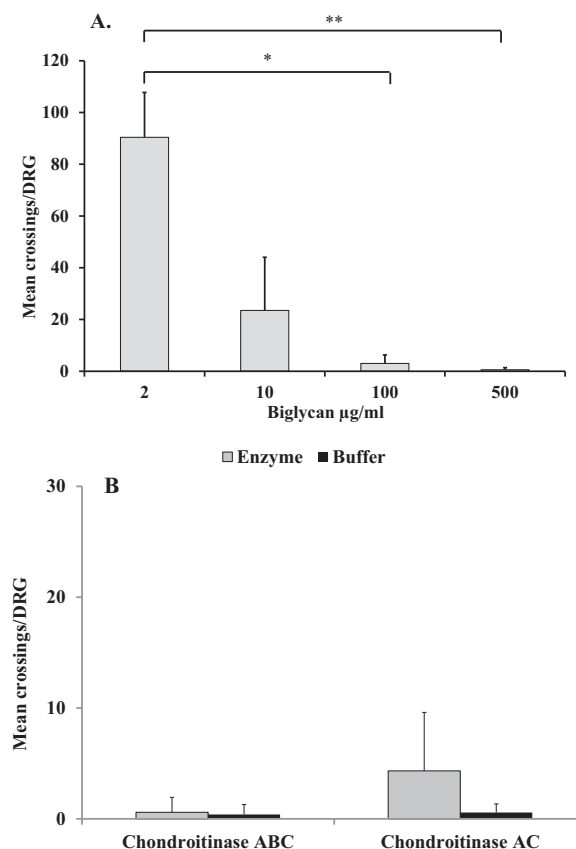 A.
**
*
120
100
80
60
40
20
0
Mean crossings/DRG
2 10 100 500
Biglycan µg/ml
Enzyme Buffer
B
30
20
10
0
Mean crossings/DRG
Chondroitinase ABC Chondroitinase AC